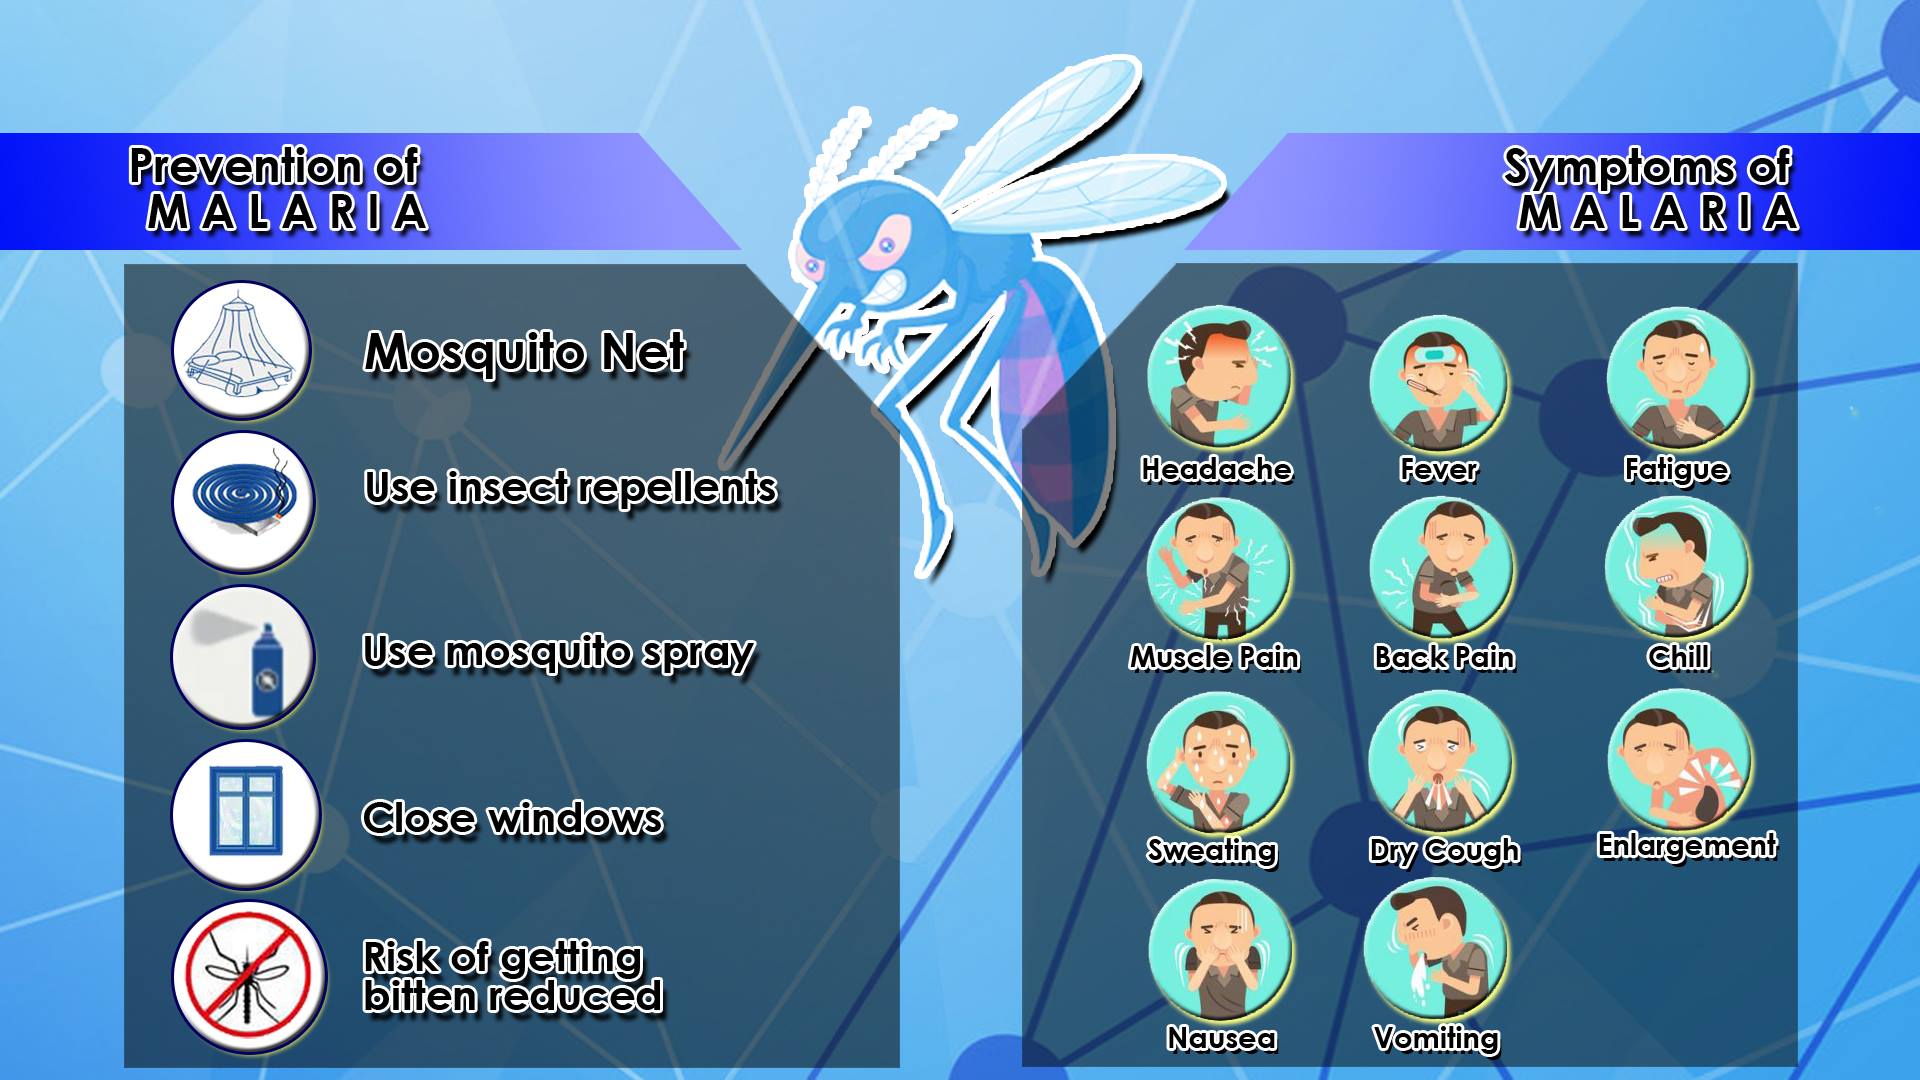 Prevention of
MALARIA
Mosquito Net
Use insect repellents
Use mosquito spray
Close windows
Risk of getting
bitten reduced
Symptoms of
MALARIA
Headache
Fever
Fatigue
Muscle Pain
Back Pain
Chill
Sweating
Dry Cough
Enlargement
Nausea
Vomiting